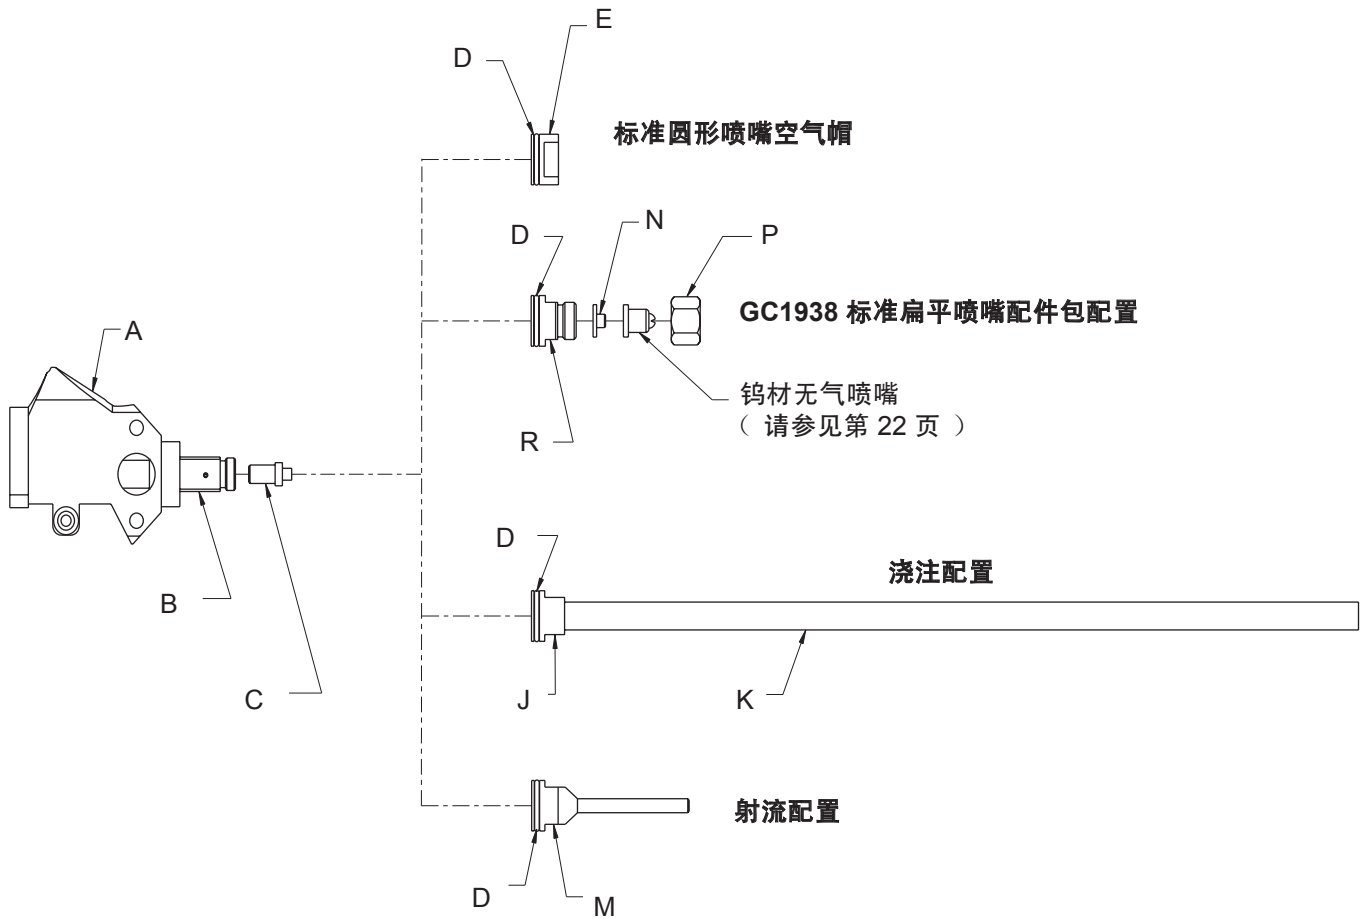 E
D
标准圆形喷嘴空气帽
N
D
P
GC1938 标准扁平喷嘴配件包配置
A
钨材无气喷嘴
（ 请参见第 22 页 ）
R
D
浇注配置
B
C
J
K
射流配置
D
M